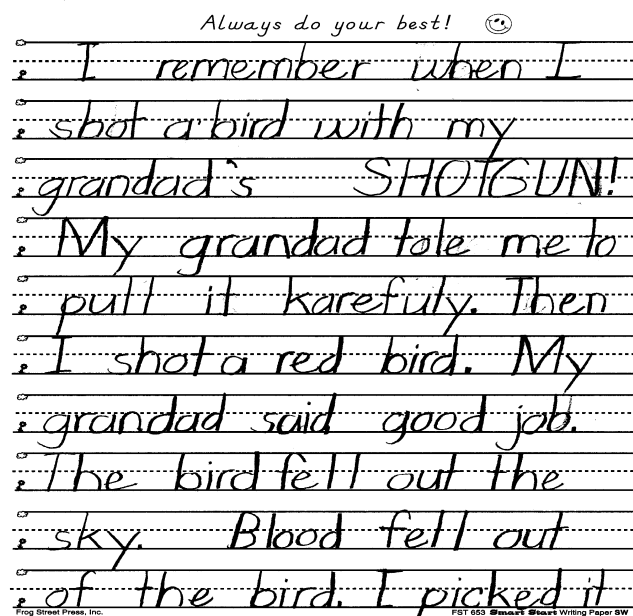 Always do your best!
I remember when I
shot a bird with my
grandad's SHOTGUN!
My grandad tole me to
pull it karefuly. Then
I shot a red bird. My
grandad said good job.
The bird fell out the
sky. Blood fell out
of the bird. I picked it
Frog Street Press, Inc.
FST 653 Smart Start Writing Paper SW